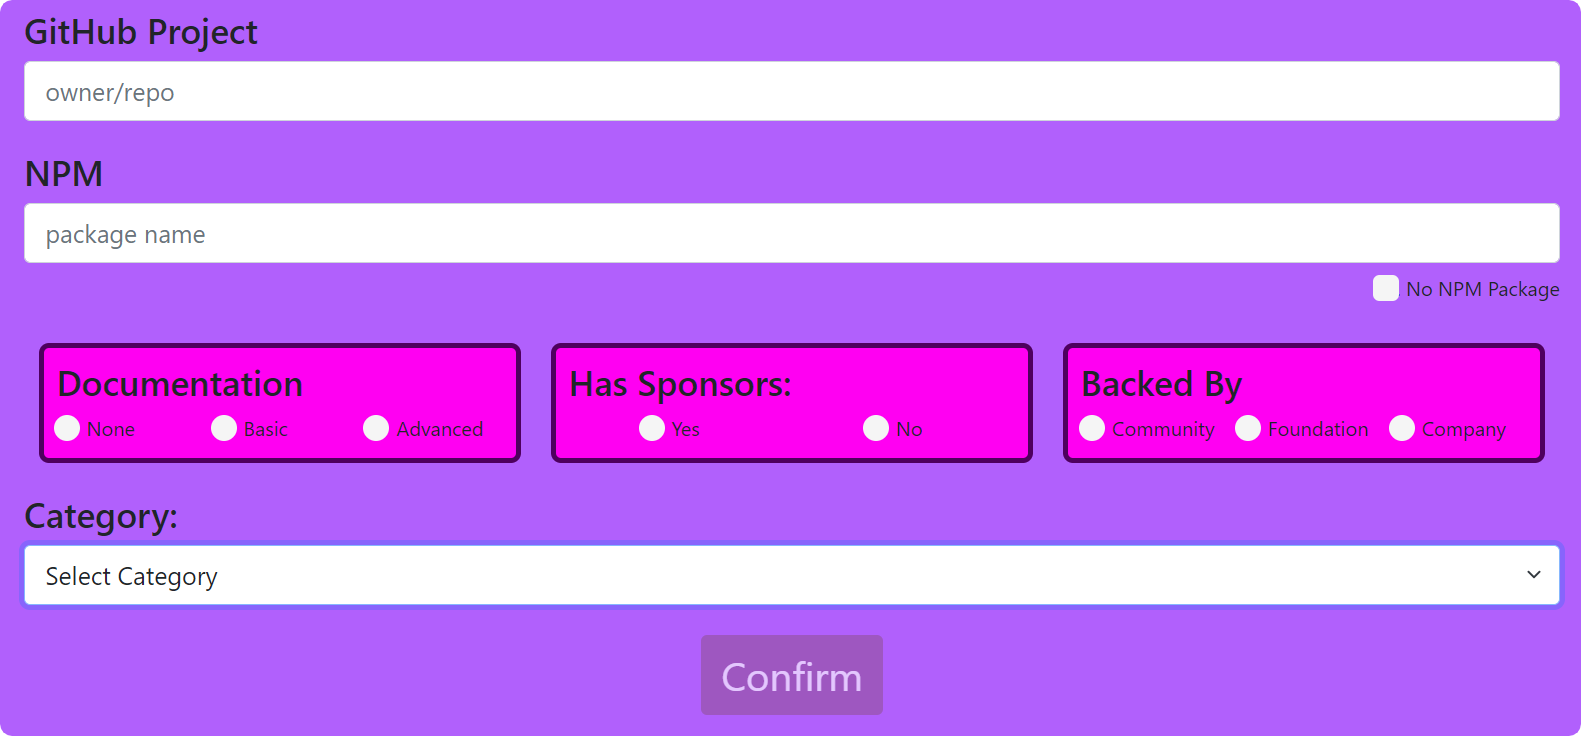 GitHub Project
owner/repo
NPM
package name
No NPM Package
Documentation
None Basic Advanced
Has Sponsors:
Yes No
Backed By
Community Foundation Company
Category:
Select Category
Confirm